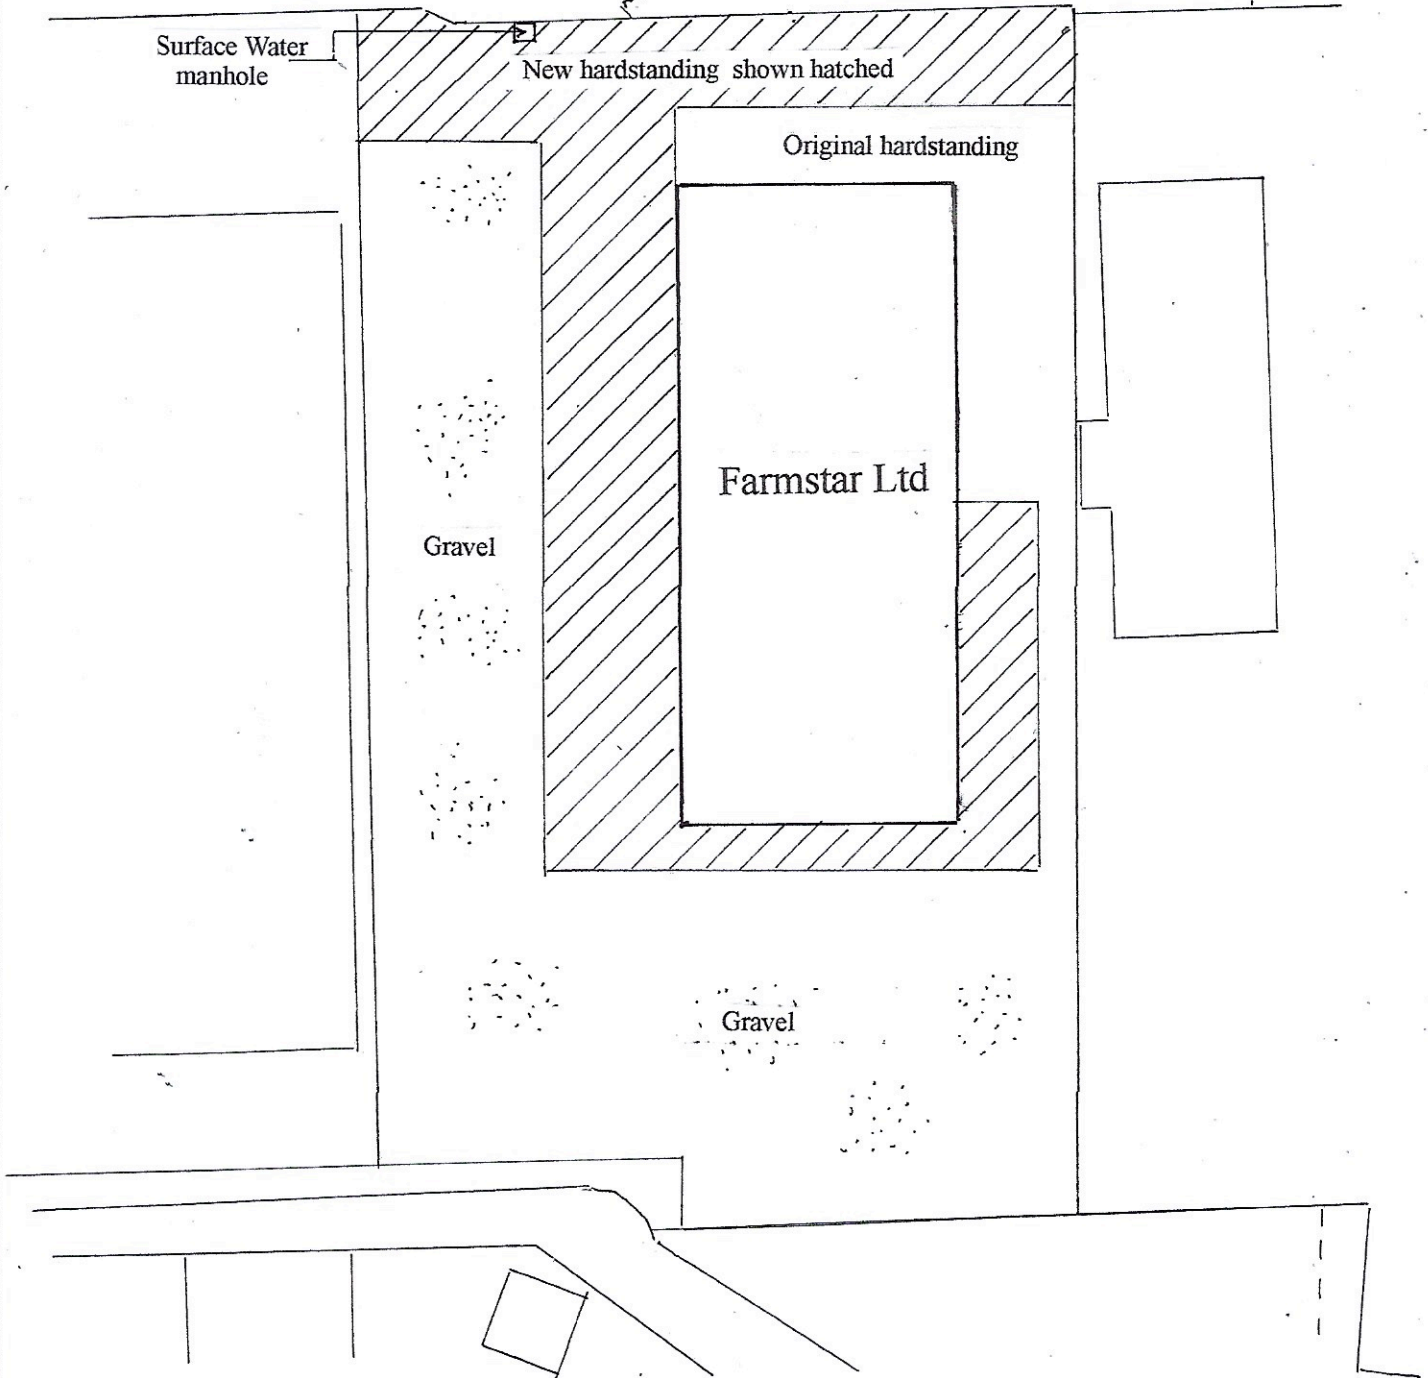 Surface Water
manhole
New hardstanding shown hatched
Original hardstanding
Farmstar Ltd
Gravel
Gravel